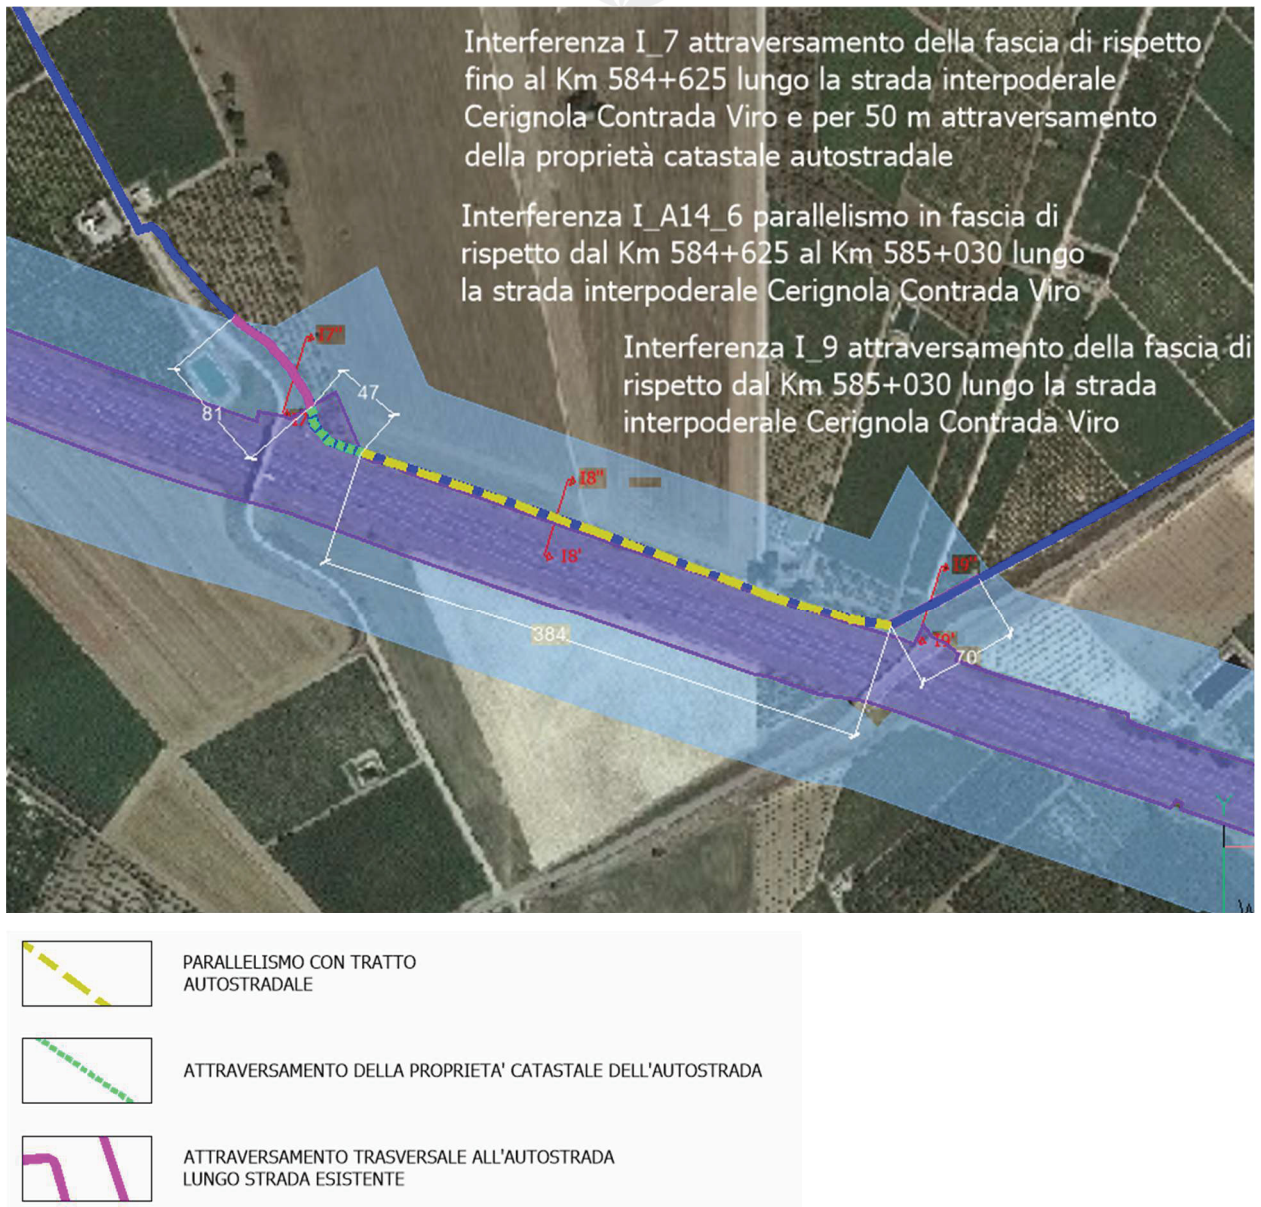 Interferenza I_7 attraversamento della fascia di rispetto
fino al Km 584+625 lungo la strada interpoderale
Cerignola Contrada Viro e per 50 m attraversamento
della proprietà catastale autostradale
Interferenza I_A14_6 parallelismo in fascia di
rispetto dal Km 584+625 al Km 585+030 lungo
la strada interpoderale Cerignola Contrada Viro
Interferenza I_9 attraversamento della fascia di
rispetto dal Km 585+030 lungo la strada
interpoderale Cerignola Contrada Viro
I7"
47
81
I8"
I8'
I9"
384
I9'
70
Y
PARALLELISMO CON TRATTO
AUTOSTRADALE
ATTRAVERSAMENTO DELLA PROPRIETA' CATASTALE DELL'AUTOSTRADA
ATTRAVERSAMENTO TRASVERSALE ALL'AUTOSTRADA
LUNGO STRADA ESISTENTE